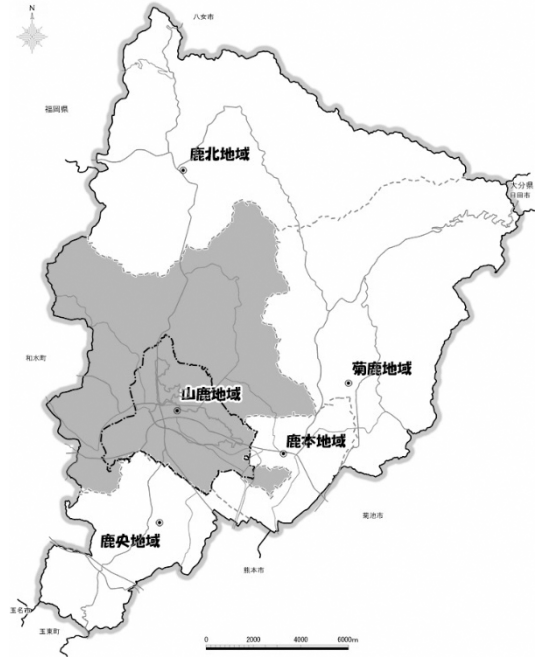 N
八女市
福岡県
鹿北地域
大分県
日田市
和水町
菊鹿地域
山鹿地域
鹿本地域
菊池市
鹿央地域
熊本市
玉名市
玉東町
0 2000 4000 6000m